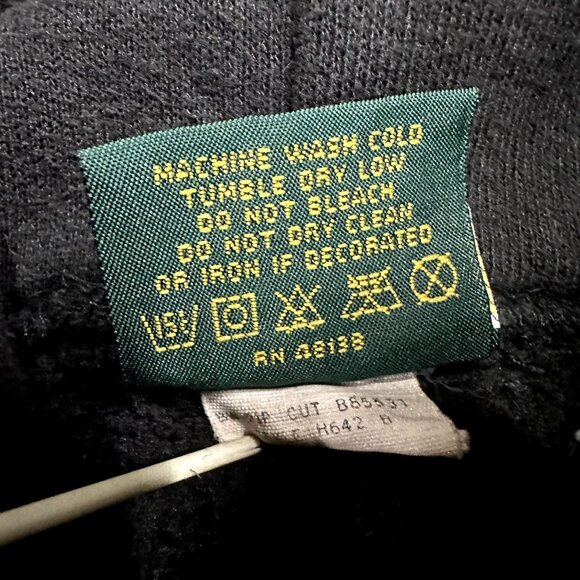 MACHINE WASH COLD
TUMBLE DRY LOW
DO NOT BLEACH
DO NOT DRY CLEAN
OR IRON IF DECORATED
RN 48138
CUT B65531
H642 B